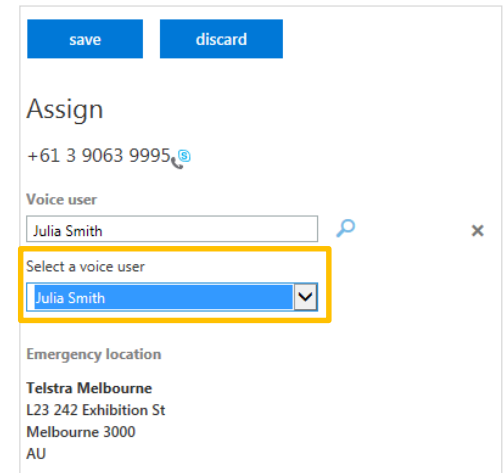 save discard
Assign
+61 3 9063 9995
Voice user
Julia Smith
Select a voice user
Julia Smith
Emergency location
Telstra Melbourne
L23 242 Exhibition St
Melbourne 3000
AU